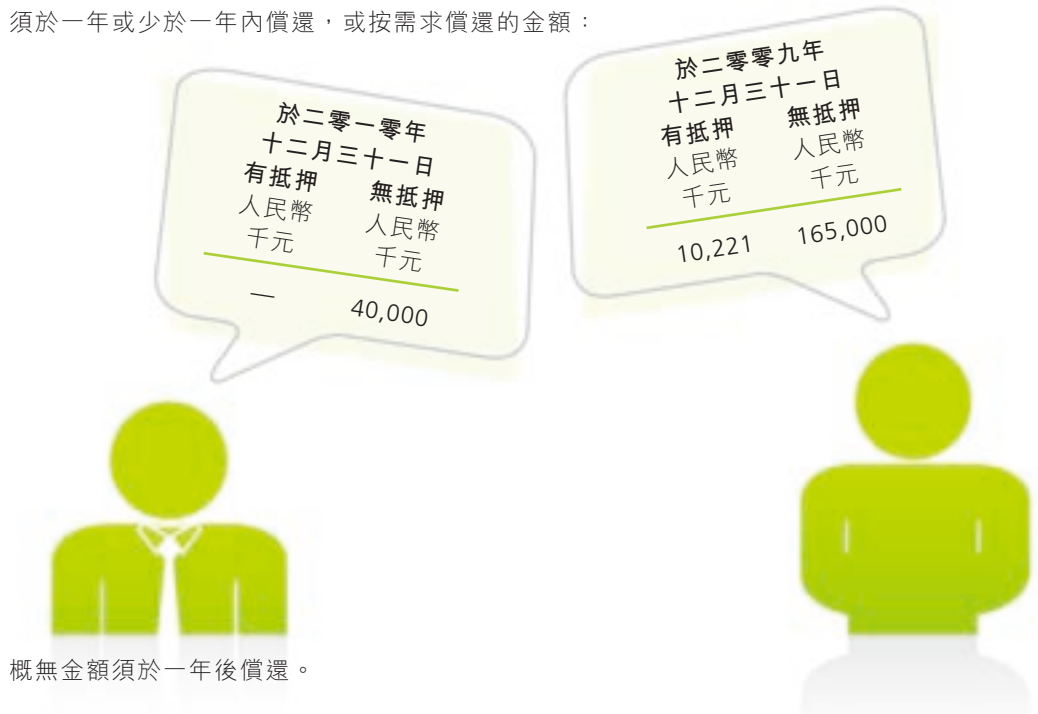 須於一年或少於一年內償還，或按需求償還的金額：
於二零一零年
十二月三十一日
有抵押 無抵押
人民幣 人民幣
千元 千元
— 40,000
於二零零九年
十二月三十一日
有抵押 無抵押
人民幣 人民幣
千元 千元
10,221 165,000
概無金額須於一年後償還。